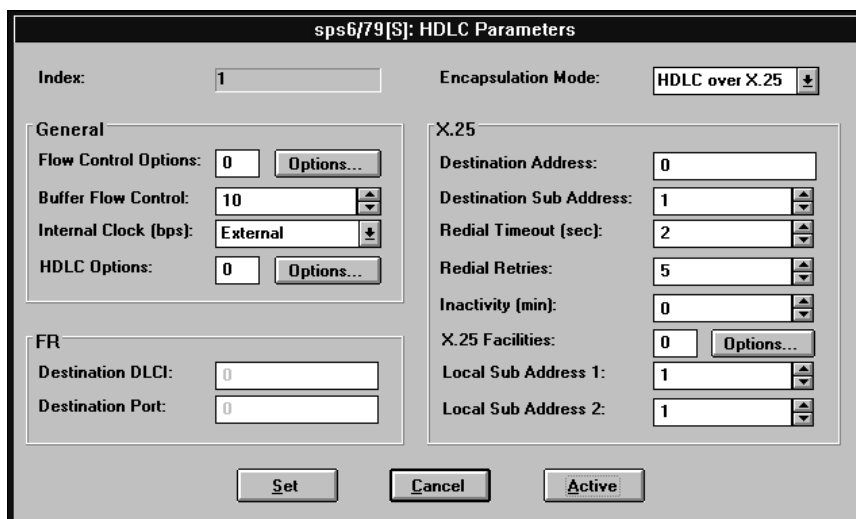 sps6/79[S]: HDLC Parameters
Index: 1
Encapsulation Mode: HDLC over X.25
General
Flow Control Options: 0 Options...
Buffer Flow Control: 10
Internal Clock (bps): External
HDLC Options: 0 Options...
FR
Destination DLCI: 0
Destination Port: 0
X.25
Destination Address: 0
Destination Sub Address: 1
Redial Timeout (sec): 2
Redial Retries: 5
Inactivity (min): 0
X.25 Facilities: 0 Options...
Local Sub Address 1: 1
Local Sub Address 2: 1
Set Cancel Active